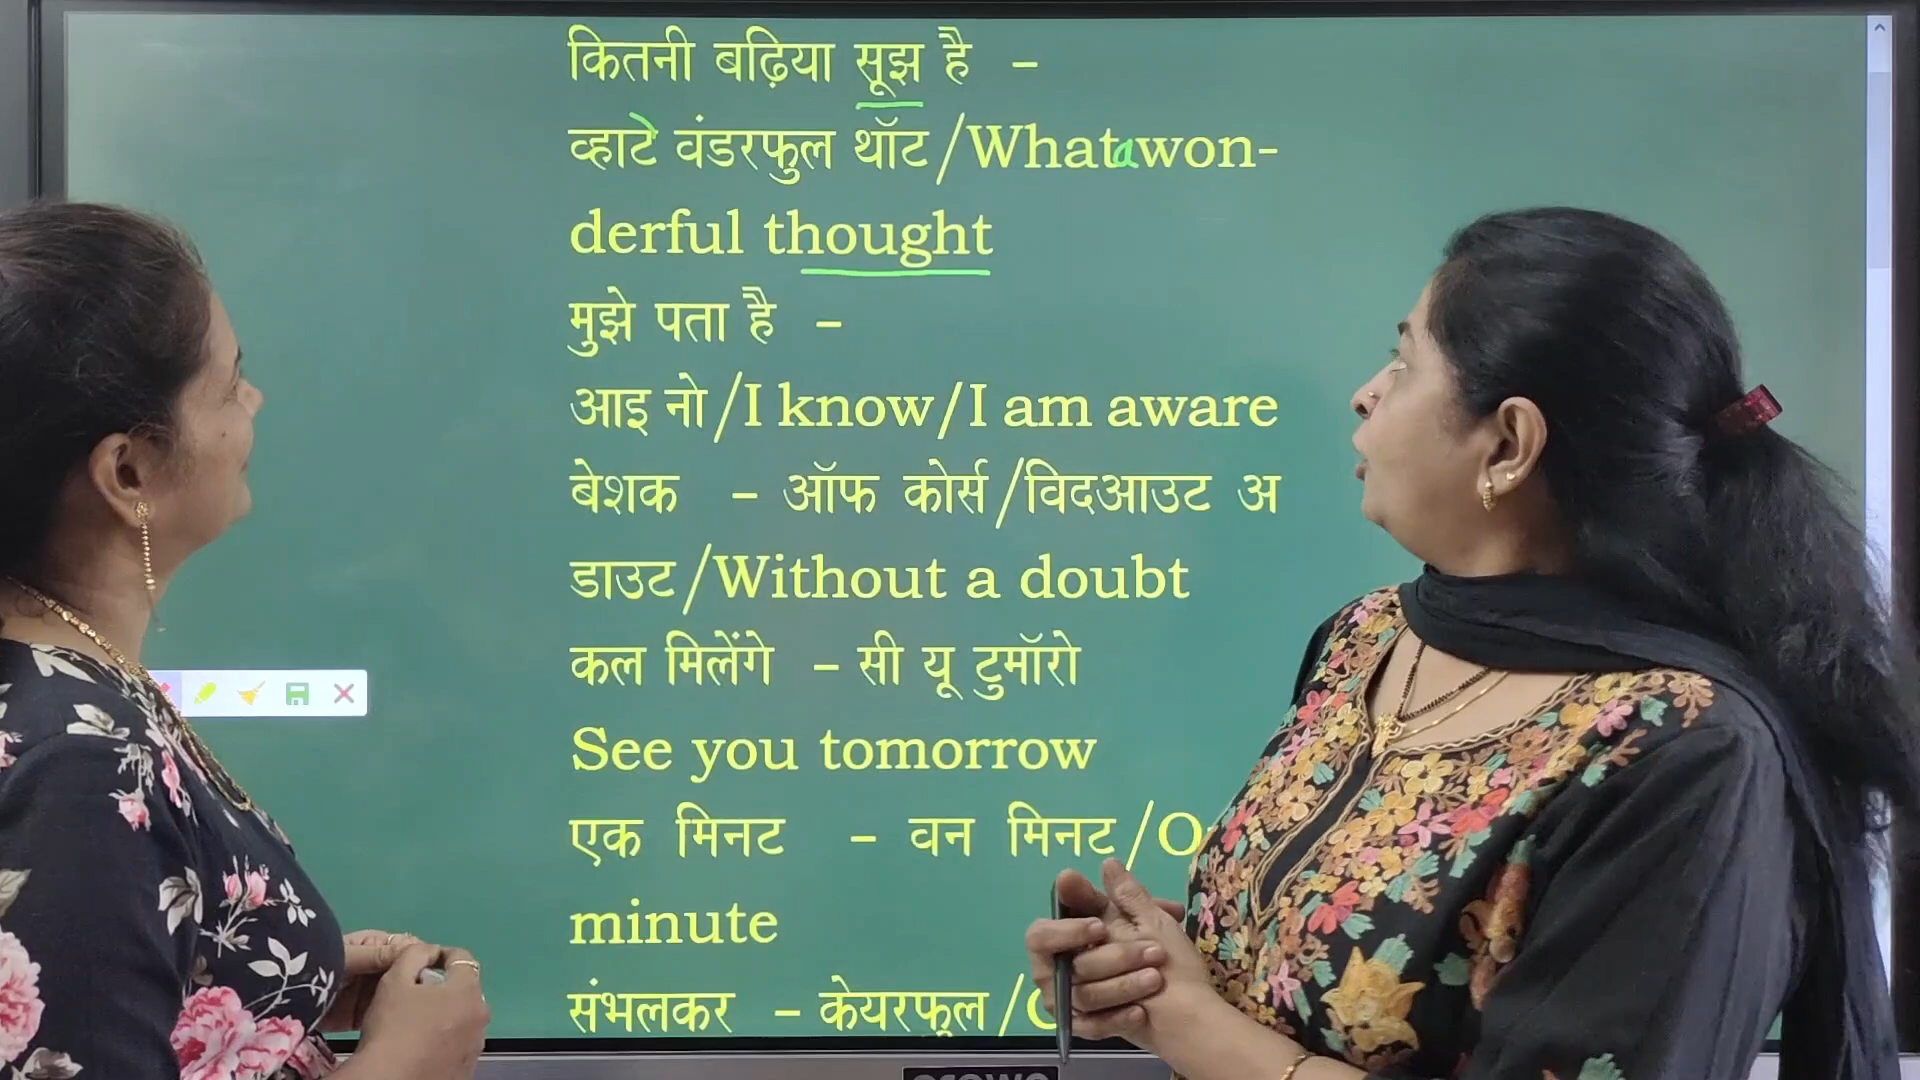 कितनी बढ़िया सूझ है –
व्हाटे वंडरफुल थॉट/What a won-
derful thought
मुझे पता है –
आइ नो/I know/I am aware
बेशक – ऑफ कोर्स/विदआउट अ
डाउट/Without a doubt
कल मिलेंगे – सी यू टुमॉरो
See you tomorrow
एक मिनट – वन मिनट/
minute
संभलकर – केयरफुल/